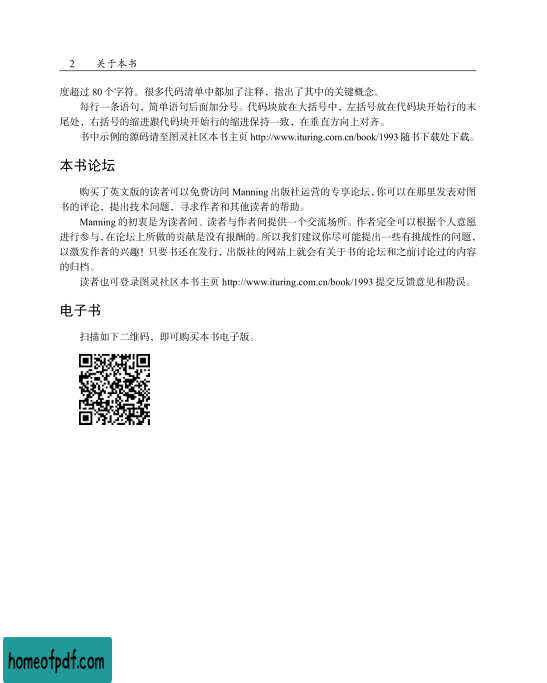 2 关于本书
度超过 80个字符。很多代码清单中都加了注释，指出了其中的关键概念。
每行一条语句，简单语句后面加分号。代码块放在大括号中，左括号放在代码块开始行的末
尾处，右括号的缩进跟代码块开始行的缩进保持一致，在垂直方向上对齐。
书中示例的源码请至图灵社区本书主页 http://www.ituring.com.cn/book/1993 随书下载处下载。
本书论坛
购买了英文版的读者可以免费访问 Manning 出版社运营的专享论坛，你可以在那里发表对图
书的评论，提出技术问题，寻求作者和其他读者的帮助。
Manning 的初衷是为读者间、读者与作者间提供一个交流场所。作者完全可以根据个人意愿
进行参与，在论坛上所做的贡献是没有报酬的。所以我们建议你尽可能提出一些有挑战性的问题，
以激发作者的兴趣！只要书还在发行，出版社的网站上就会有关于书的论坛和之前讨论过的内容
的归档。
读者也可登录图灵社区本书主页 http://www.ituring.com.cn/book/1993 提交反馈意见和勘误。
电子书
扫描如下二维码，即可购买本书电子版。
homeofpdf.com